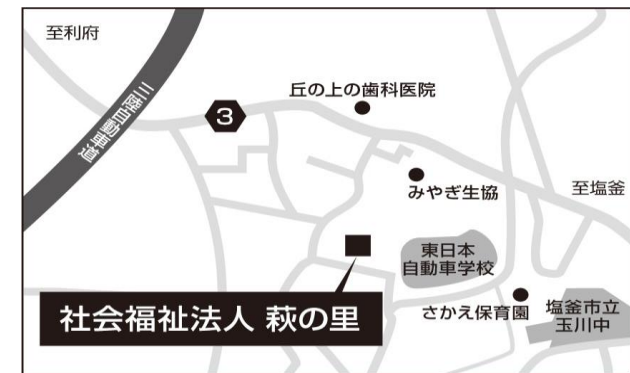 至利府
三陸自動車道
3
丘の上の歯科医院
みやぎ生協
至塩釜
東日本
自動車学校
社会福祉法人 萩の里
さかえ保育園
塩釜市立
玉川中